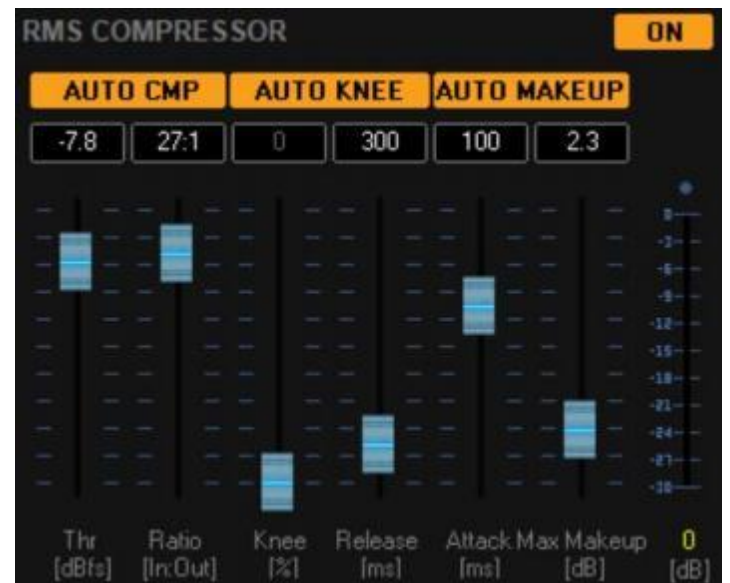 RMS COMPRESSOR ON
AUTO CMP AUTO KNEE AUTO MAKEUP
-7.8 27:1 0 300 100 2.3
0
-3
-6
-9
-12
-15
-18
-21
-24
-27
-30
Thr Ratio Knee Release Attack Max Makeup 0
[dBfs] [In:Out] [%] [ms] [ms] [dB] [dB]